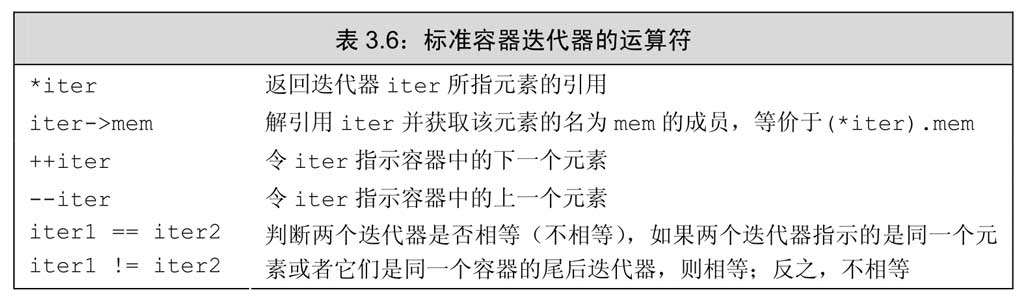 表 3.6：标准容器迭代器的运算符
*iter 返回迭代器 iter 所指元素的引用
iter->mem 解引用 iter 并获取该元素的名为 mem 的成员，等价于(*iter).mem
++iter 令 iter 指示容器中的下一个元素
--iter 令 iter 指示容器中的上一个元素
iter1 == iter2 判断两个迭代器是否相等（不相等），如果两个迭代器指示的是同一个元
iter1 != iter2 素或者它们是同一个容器的尾后迭代器，则相等；反之，不相等